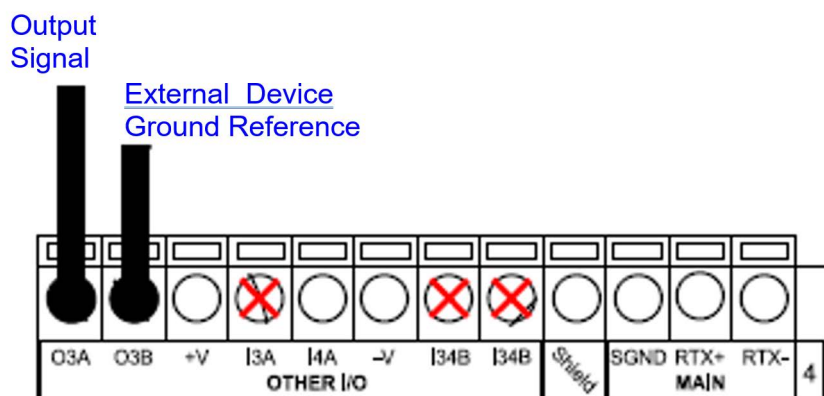 Output
Signal
External Device
Ground Reference
O3A O3B +V I3A I4A -V I34B I34B Shield SGND RTX+ RTX- 4
OTHER I/O MAIN